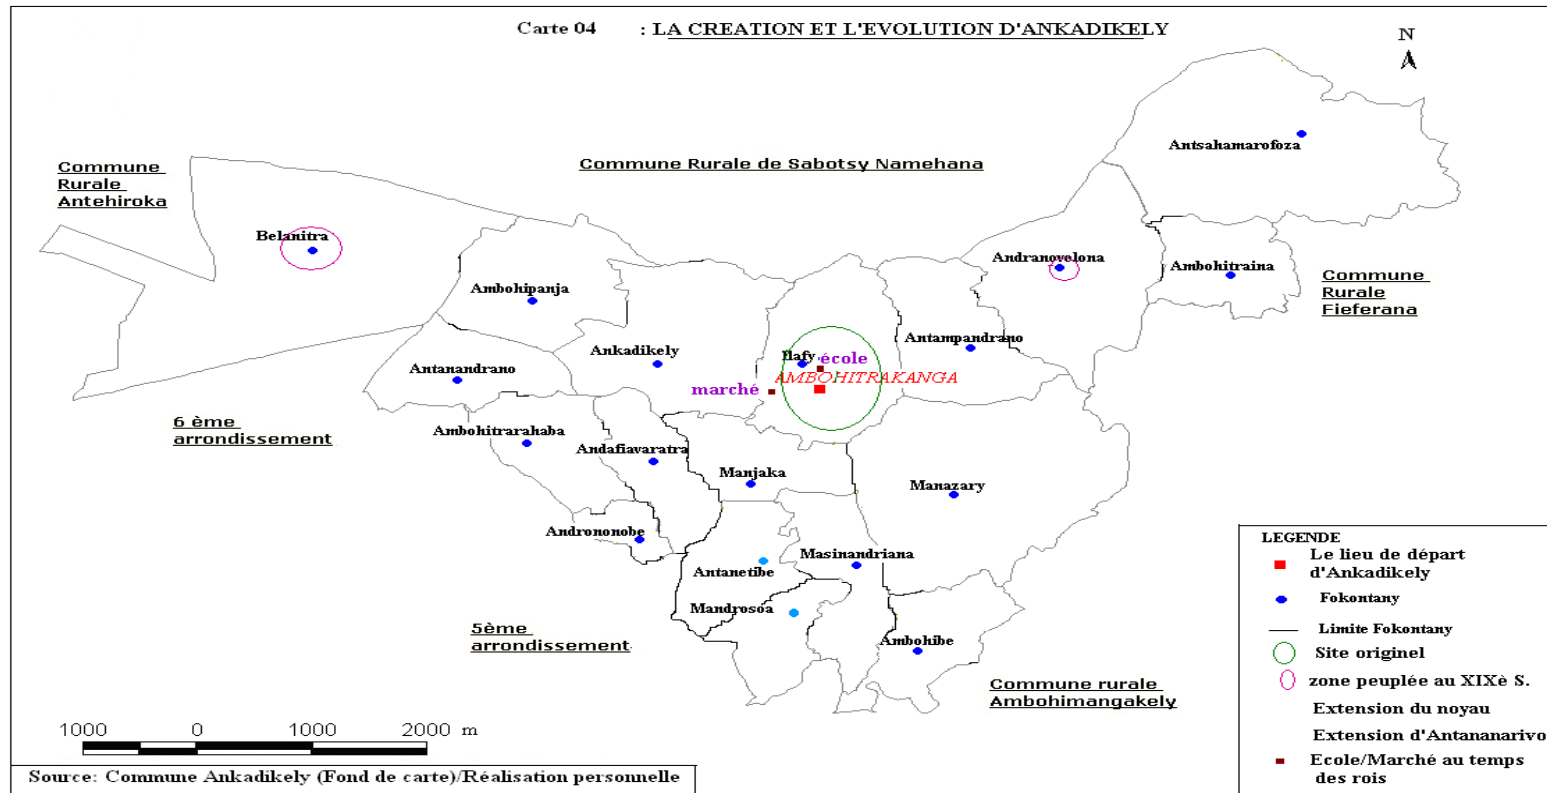 Carte 04 : LA CREATION ET L'EVOLUTION D'ANKADIKELY
N
Antsahamarofoza
Commune
Rurale
Antehiroka
Commune Rurale de Sabotsy Namehana
Belanitra
Andranovelona
Ambohitraina
Commune
Rurale
Fieferana
Ambohipanja
Ankadikely
Ilafy
école
Antampandrano
AMBOHITRAKANGA
Antanandrano
marché
6 ème
arrondissement
Ambohitrarahaba
Andafiavaratra
Manjaka
Manazary
Andrononobe
Antanetibe
Masinandriana
Mandrosoa
5ème
arrondissement
Ambohibe
Commune rurale
Ambohimangakely
LEGENDE
Le lieu de départ
d'Ankadikely
Fokontany
Limite Fokontany
Site originel
zone peuplée au XIXè S.
Extension du noyau
Extension d'Antananarivo
Ecole/Marché au temps
des rois
1000 0 1000 2000 m
Source: Commune Ankadikely (Fond de carte)/Réalisation personnelle